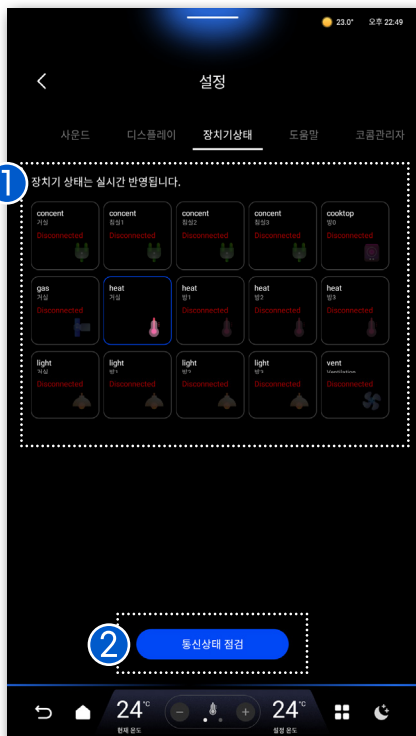 23.0° 오후 22:49
설정
사운드 디스플레이 장치기상태 도움말 코콤관리자
1
장치기 상태는 실시간 반영됩니다.
concent concent concent concent cooktop
거실 침실1 침실2 침실3 방0
Disconnected Disconnected Disconnected Disconnected Disconnected
gas heat heat heat heat
거실 거실 방1 방2 방3
Disconnected Disconnected Disconnected Disconnected
light light light light vent
거실 방1
Disconnected Disconnected Disconnected Disconnected Disconnected
2
통신상태 점검
24°C 24°C
현재 온도 설정 온도